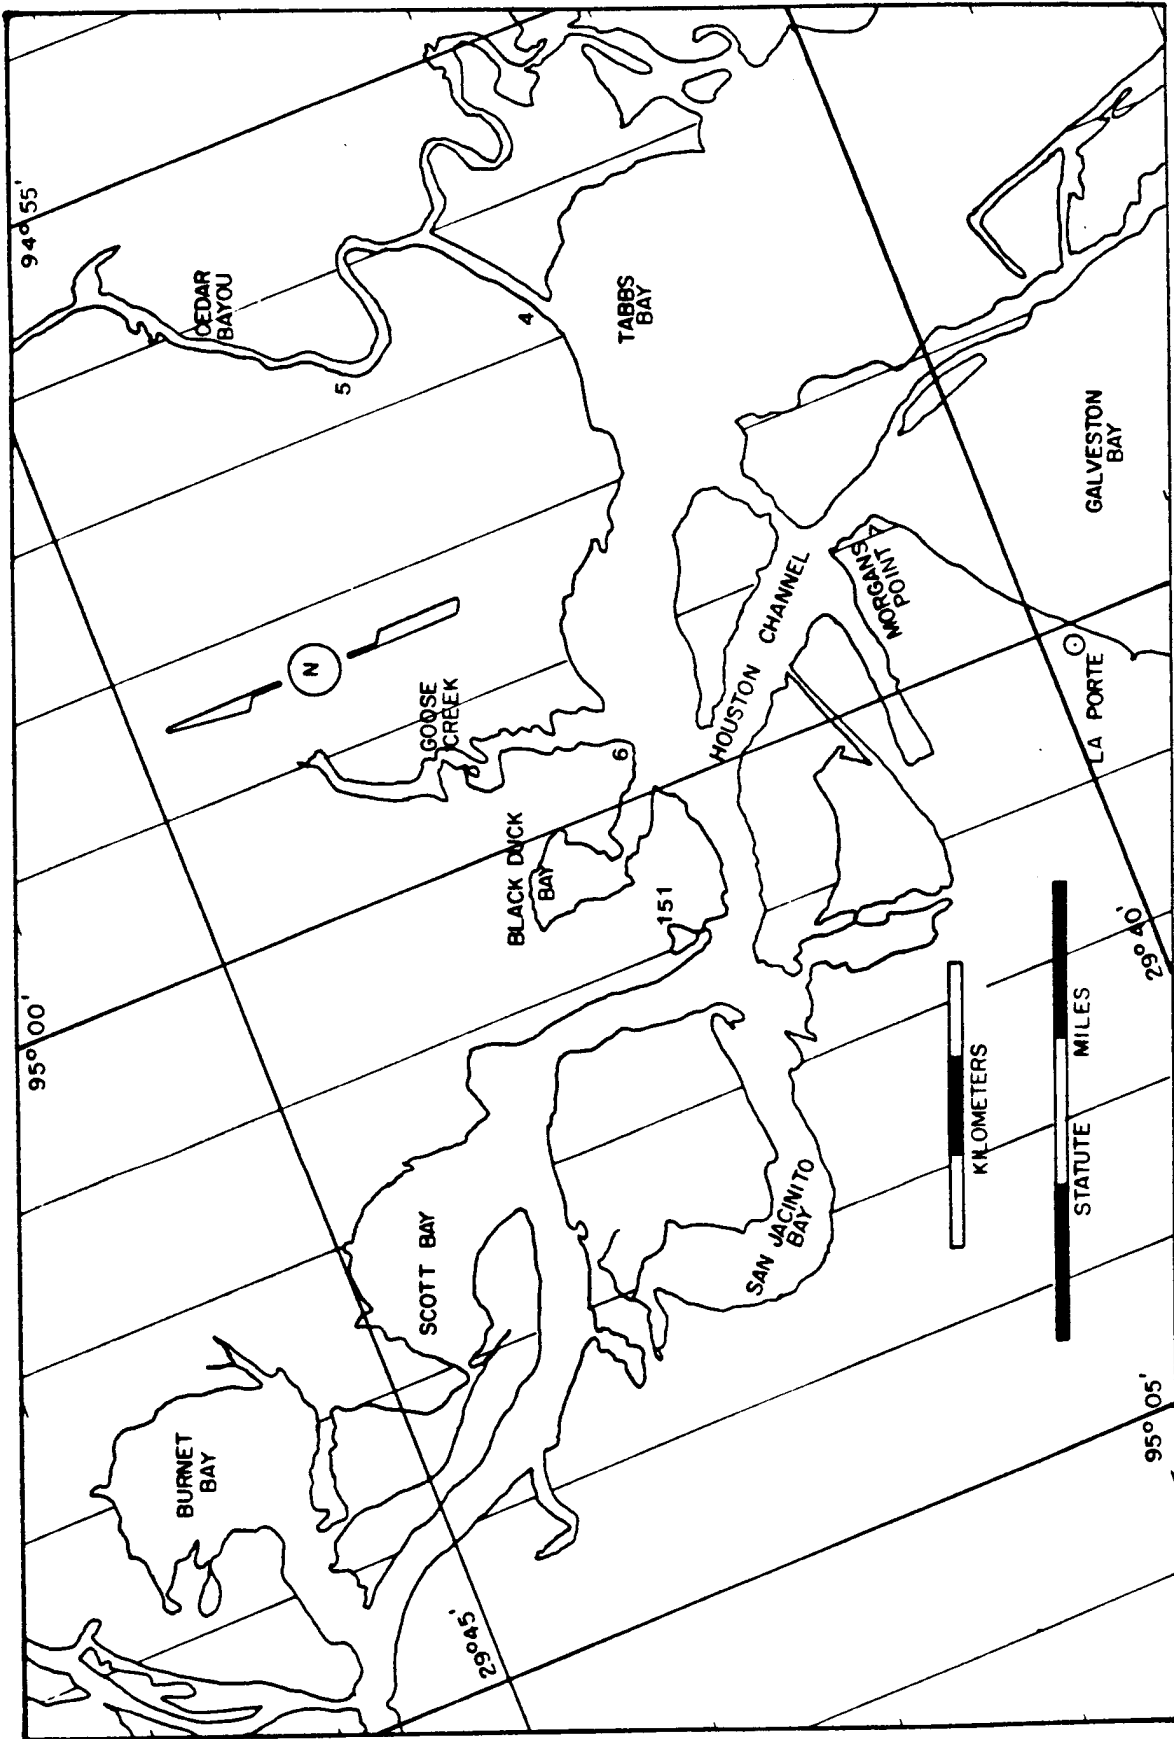 94° 55'
CEDAR
BAYOU
5
4
TABBS
BAY
95° 00'
N
GOOSE
CREEK
6
BLACK DUCK
BAY
151
HOUSTON CHANNEL
MORGANS
POINT 7
GALVESTON
BAY
LA PORTE
29° 40'
SCOTT BAY
SAN JACINITO
BAY
KILOMETERS
STATUTE MILES
BURNET
BAY
29° 45'
95° 05'